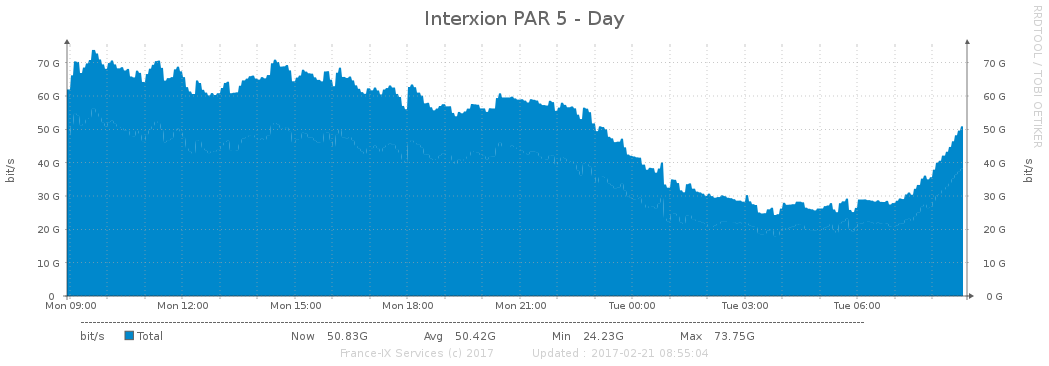 Interxion PAR 5 - Day
RRDTOOL / TOBI OETIKER
bit/s
70 G
60 G
50 G
40 G
30 G
20 G
10 G
0
70 G
60 G
50 G
40 G
30 G
20 G
10 G
0 G
bit/s
Mon 09:00 Mon 12:00 Mon 15:00 Mon 18:00 Mon 21:00 Tue 00:00 Tue 03:00 Tue 06:00
bit/s Total Now 50.83G Avg 50.42G Min 24.23G Max 73.75G
France-IX Services (c) 2017 Updated : 2017-02-21 08:55:04